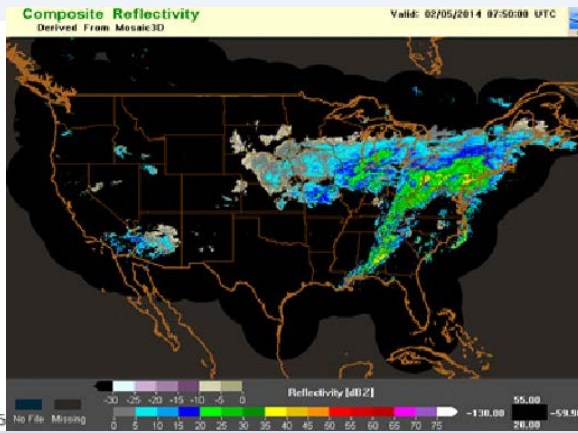 Composite Reflectivity
Derived From Mosaic3D
Valid: 02/05/2014 07:50:00 UTC
-30 -25 -20 -15 -10 -5 0
Reflectivity [dBZ]
55.00
No File Missing
0 5 10 15 20 25 30 35 40 45 50 55 60 65 70 75
-130.00
20.00